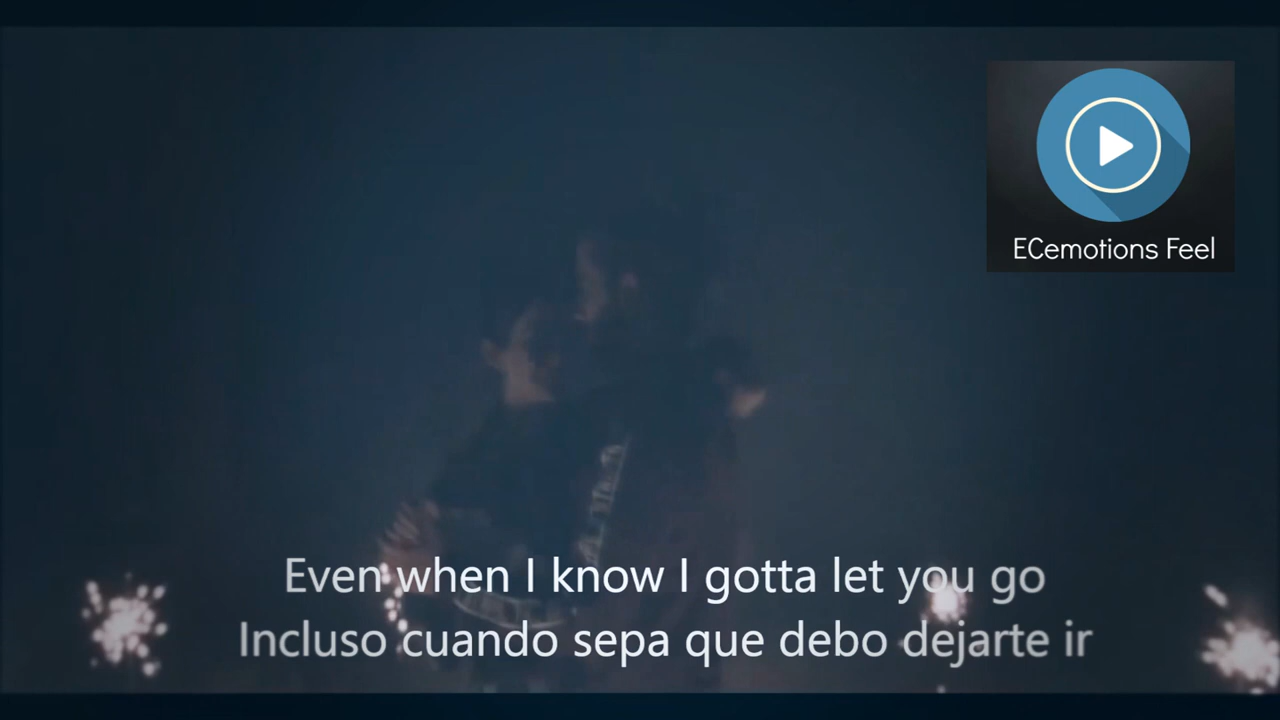 ECemotions Feel
Even when I know I gotta let you go
Incluso cuando sepa que debo dejarte ir